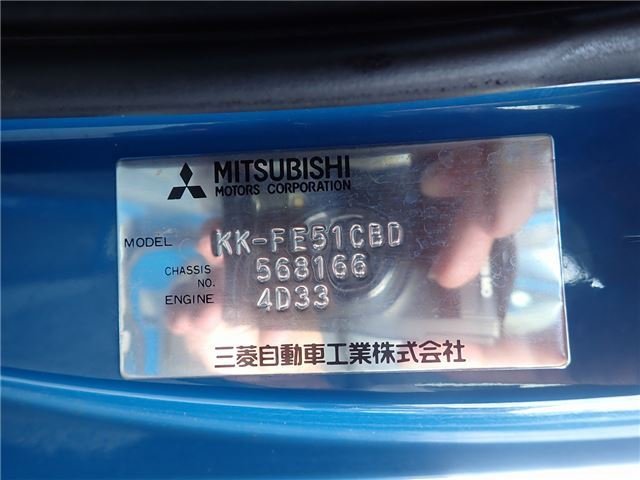 MITSUBISHI
MOTORS CORPORATION
MODEL KK-FE51CBD
CHASSIS NO. 568166
ENGINE 4D33
三菱自動車工業株式会社